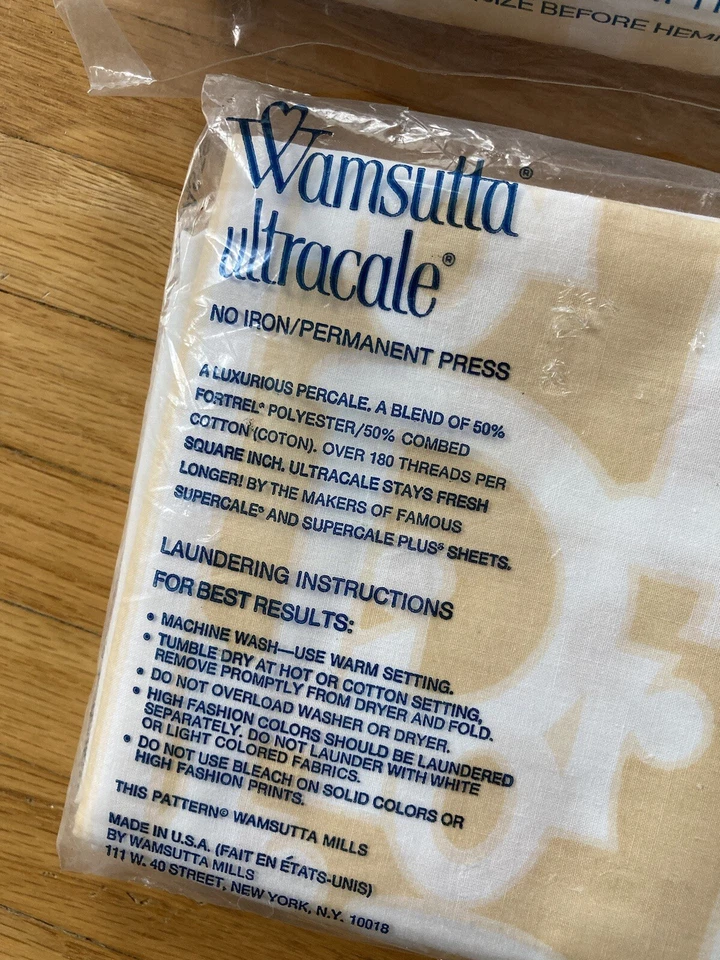 SIZE BEFORE HEM
Wamsutta®
ultracale®
NO IRON/PERMANENT PRESS
A LUXURIOUS PERCALE. A BLEND OF 50%
FORTREL® POLYESTER/50% COMBED
COTTON (COTON). OVER 180 THREADS PER
SQUARE INCH. ULTRACALE STAYS FRESH
LONGER! BY THE MAKERS OF FAMOUS
SUPERCALE® AND SUPERCALE PLUS® SHEETS.
LAUNDERING INSTRUCTIONS
FOR BEST RESULTS:
• MACHINE WASH—USE WARM SETTING.
• TUMBLE DRY AT HOT OR COTTON SETTING,
REMOVE PROMPTLY FROM DRYER AND FOLD.
• DO NOT OVERLOAD WASHER OR DRYER.
• HIGH FASHION COLORS SHOULD BE LAUNDERED
SEPARATELY. DO NOT LAUNDER WITH WHITE
OR LIGHT COLORED FABRICS.
• DO NOT USE BLEACH ON SOLID COLORS OR
HIGH FASHION PRINTS.
THIS PATTERN© WAMSUTTA MILLS
MADE IN U.S.A. (FAIT EN ÉTATS-UNIS)
BY WAMSUTTA MILLS
111 W. 40 STREET, NEW YORK, N.Y. 10018